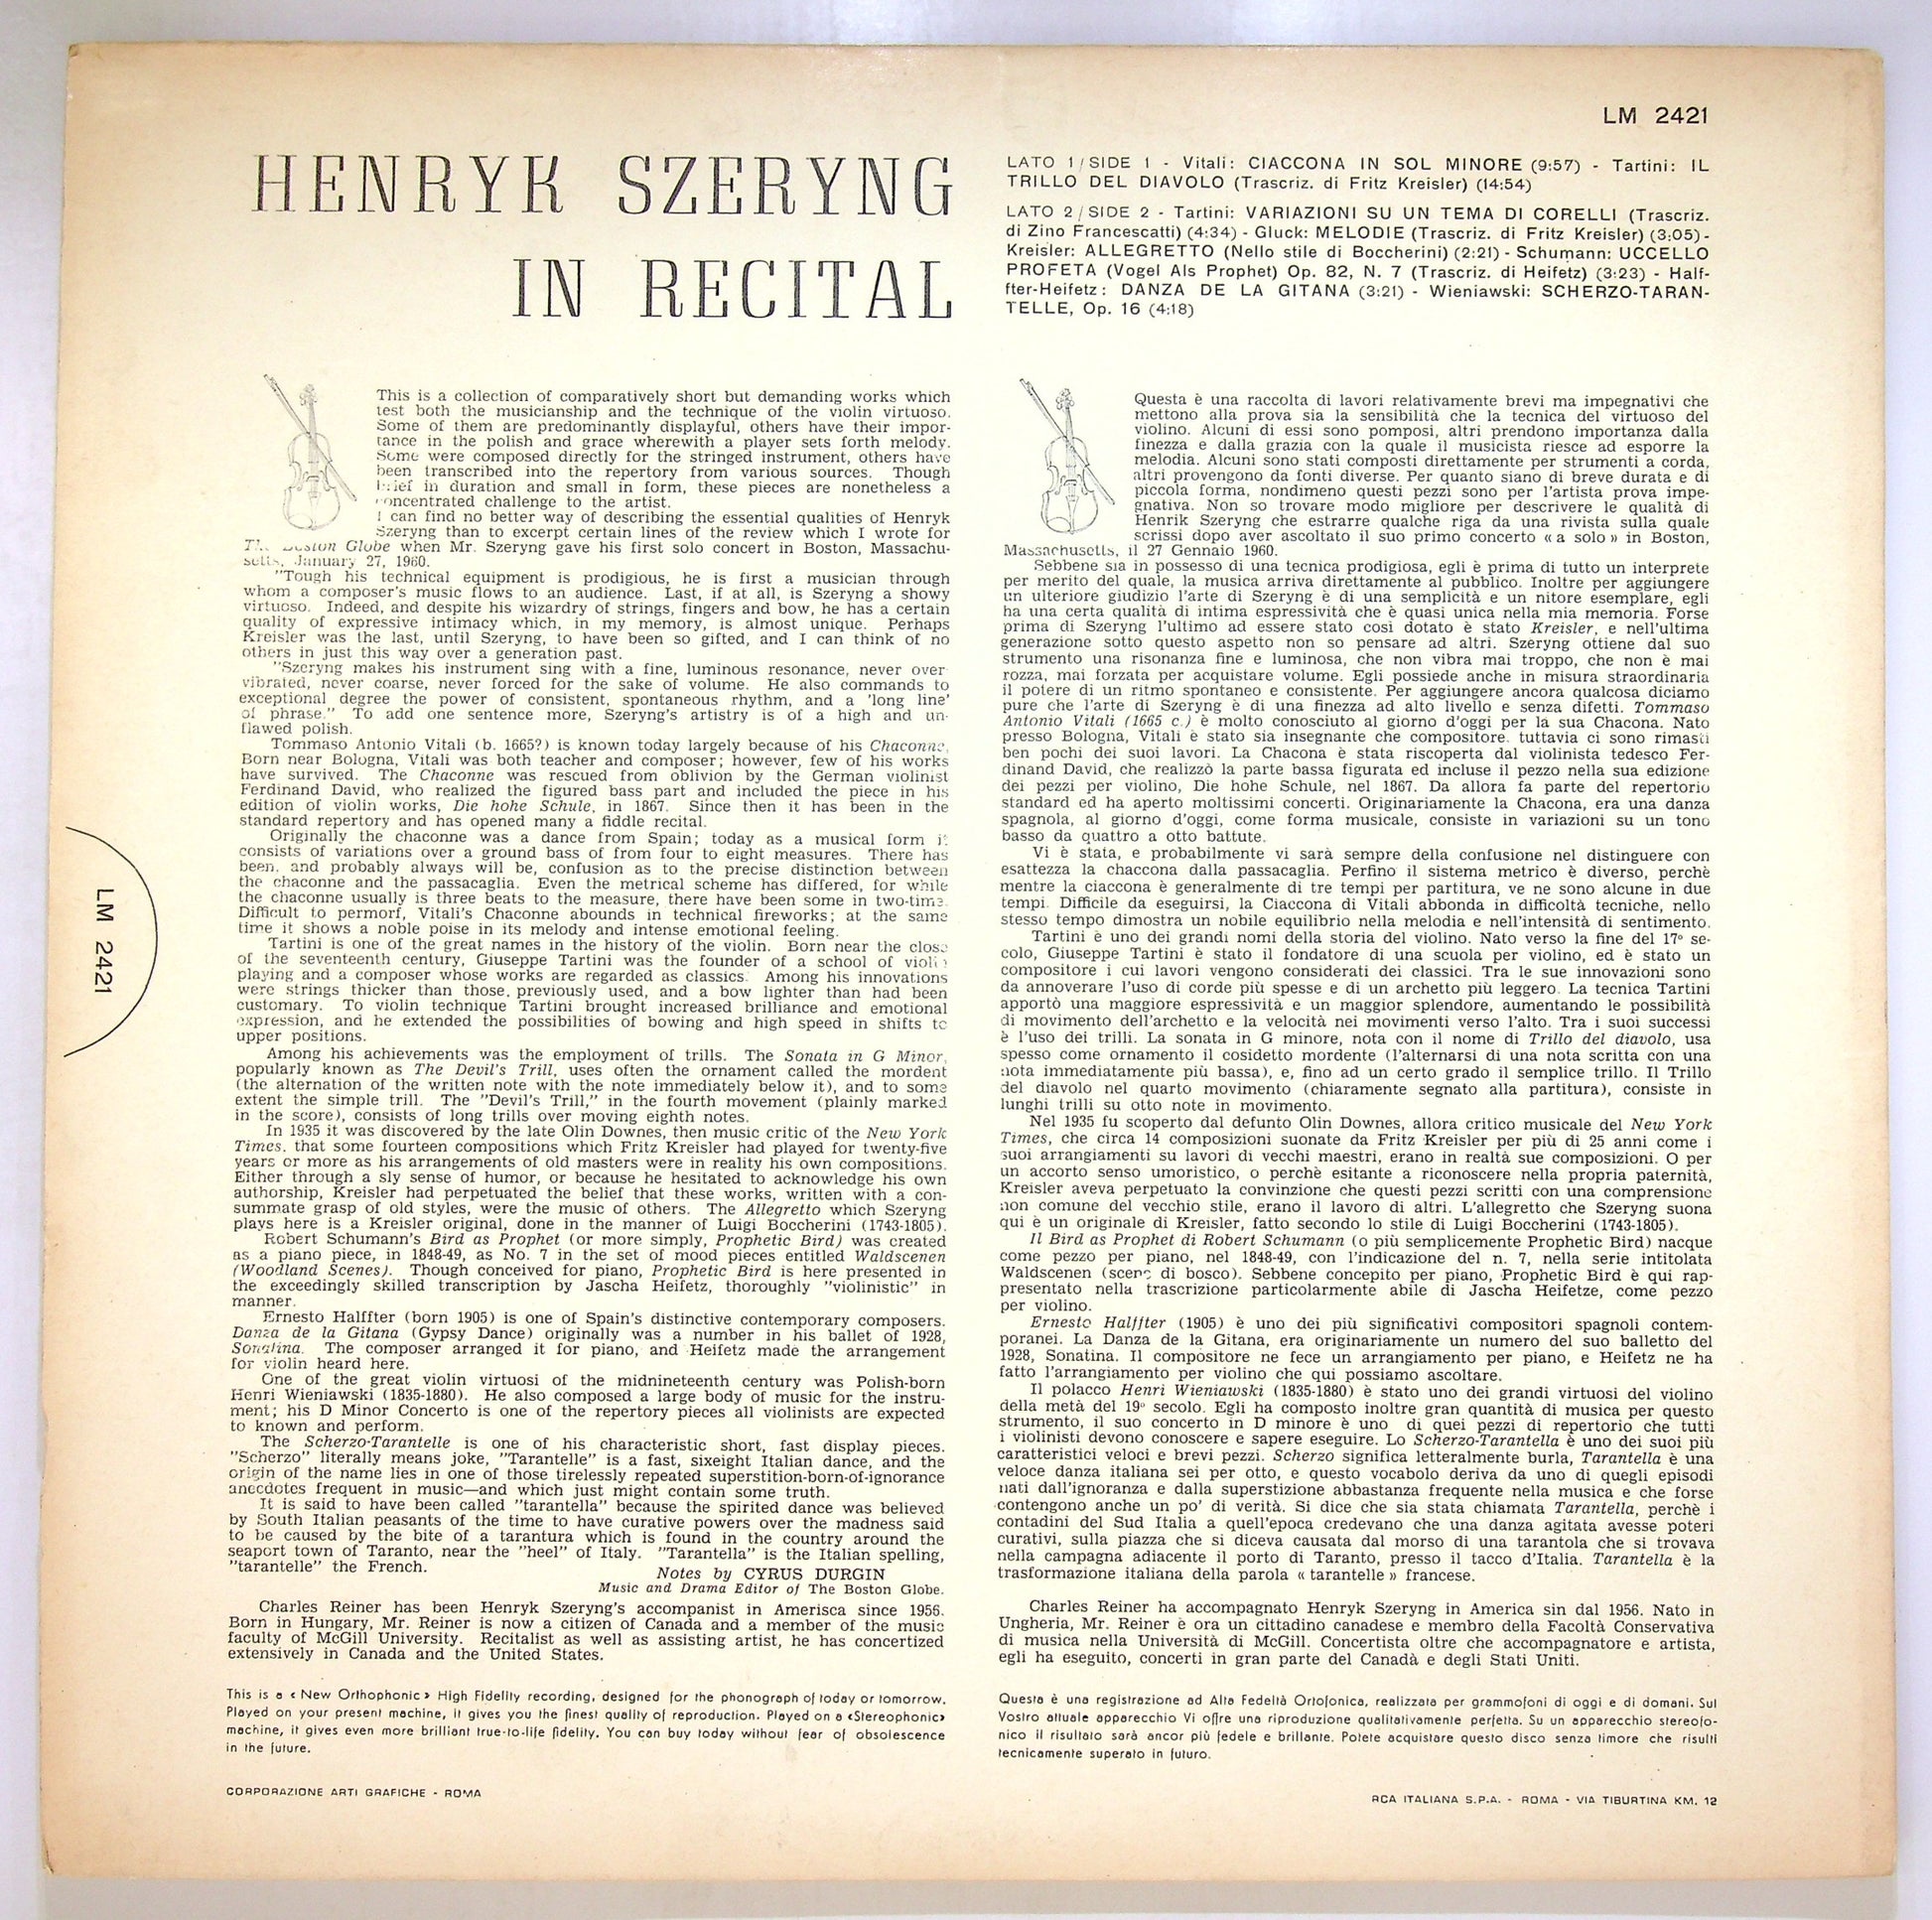 LM 2421
HENRYK SZERYNG
IN RECITAL
LATO 1/SIDE 1 - Vitali: CIACCONA IN SOL MINORE (9:57) - Tartini: IL
TRILLO DEL DIAVOLO (Trascriz. di Fritz Kreisler) (14:54)
LATO 2/SIDE 2 - Tartini: VARIAZIONI SU UN TEMA DI CORELLI (Trascriz.
di Zino Francescatti) (4:34) - Gluck: MELODIE (Trascriz. di Fritz Kreisler) (3:05) -
Kreisler: ALLEGRETTO (Nello stile di Boccherini) (2:21) - Schumann: UCCELLO
PROFETA (Vogel Als Prophet) Op. 82, N. 7 (Trascriz. di Heifetz) (3:23) - Half-
fter-Heifetz: DANZA DE LA GITANA (3:21) - Wieniawski: SCHERZO-TARAN-
TELLE, Op. 16 (4:18)
This is a collection of comparatively short but demanding works which
test both the musicianship and the technique of the violin virtuoso.
Some of them are predominantly displayful, others have their impor-
tance in the polish and grace wherewith a player sets forth melody.
Some were composed directly for the stringed instrument, others have
been transcribed into the repertory from various sources. Though
brief in duration and small in form, these pieces are nonetheless a
concentrated challenge to the artist.
I can find no better way of describing the essential qualities of Henryk
Szeryng than to excerpt certain lines of the review which I wrote for
The Boston Globe when Mr. Szeryng gave his first solo concert in Boston, Massachu-
setts, January 27, 1960.
"Tough his technical equipment is prodigious, he is first a musician through
whom a composer's music flows to an audience. Last, if at all, is Szeryng a showy
virtuoso. Indeed, and despite his wizardry of strings, fingers and bow, he has a certain
quality of expressive intimacy which, in my memory, is almost unique. Perhaps
Kreisler was the last, until Szeryng, to have been so gifted, and I can think of no
others in just this way over a generation past.
"Szeryng makes his instrument sing with a fine, luminous resonance, never over-
vibrated, never coarse, never forced for the sake of volume. He also commands to
exceptional degree the power of consistent, spontaneous rhythm, and a 'long line'
of phrase." To add one sentence more, Szeryng's artistry is of a high and un-
flawed polish.
Tommaso Antonio Vitali (b. 1665?) is known today largely because of his Chaconne.
Born near Bologna, Vitali was both teacher and composer; however, few of his works
have survived. The Chaconne was rescued from oblivion by the German violinist
Ferdinand David, who realized the figured bass part and included the piece in his
edition of violin works, Die hohe Schule, in 1867. Since then it has been in the
standard repertory and has opened many a fiddle recital.
Originally the chaconne was a dance from Spain; today as a musical form it
consists of variations over a ground bass of from four to eight measures. There has
been, and probably always will be, confusion as to the precise distinction between
the chaconne and the passacaglia. Even the metrical scheme has differed, for while
the chaconne usually is three beats to the measure, there have been some in two-time.
Difficult to permorf, Vitali's Chaconne abounds in technical fireworks; at the same
time it shows a noble poise in its melody and intense emotional feeling.
Tartini is one of the great names in the history of the violin. Born near the close
of the seventeenth century, Giuseppe Tartini was the founder of a school of violin
playing and a composer whose works are regarded as classics. Among his innovations
were strings thicker than those previously used, and a bow lighter than had been
customary. To violin technique Tartini brought increased brilliance and emotional
expression, and he extended the possibilities of bowing and high speed in shifts to
upper positions.
Among his achievements was the employment of trills. The Sonata in G Minor,
popularly known as The Devil's Trill, uses often the ornament called the mordent
(the alternation of the written note with the note immediately below it), and to some
extent the simple trill. The "Devil's Trill," in the fourth movement (plainly marked
in the score), consists of long trills over moving eighth notes.
In 1935 it was discovered by the late Olin Downes, then music critic of the New York
Times, that some fourteen compositions which Fritz Kreisler had played for twenty-five
years or more as his arrangements of old masters were in reality his own compositions.
Either through a sly sense of humor, or because he hesitated to acknowledge his own
authorship, Kreisler had perpetuated the belief that these works, written with a con-
summate grasp of old styles, were the music of others. The Allegretto which Szeryng
plays here is a Kreisler original, done in the manner of Luigi Boccherini (1743-1805).
Robert Schumann's Bird as Prophet (or more simply, Prophetic Bird) was created
as a piano piece, in 1848-49, as No. 7 in the set of mood pieces entitled Waldscenen
(Woodland Scenes). Though conceived for piano, Prophetic Bird is here presented in
the exceedingly skilled transcription by Jascha Heifetz, thoroughly "violinistic" in
manner.
Ernesto Halffter (born 1905) is one of Spain's distinctive contemporary composers.
Danza de la Gitana (Gypsy Dance) originally was a number in his ballet of 1928,
Sonatina. The composer arranged it for piano, and Heifetz made the arrangement
for violin heard here.
One of the great violin virtuosi of the midnineteenth century was Polish-born
Henri Wieniawski (1835-1880). He also composed a large body of music for the instru-
ment; his D Minor Concerto is one of the repertory pieces all violinists are expected
to known and perform.
The Scherzo-Tarantelle is one of his characteristic short, fast display pieces.
"Scherzo" literally means joke, "Tarantelle" is a fast, sixeight Italian dance, and the
origin of the name lies in one of those tirelessly repeated superstition-born-of-ignorance
anecdotes frequent in music—and which just might contain some truth.
It is said to have been called "tarantella" because the spirited dance was believed
by South Italian peasants of the time to have curative powers over the madness said
to be caused by the bite of a tarantura which is found in the country around the
seaport town of Taranto, near the "heel" of Italy. "Tarantella" is the Italian spelling,
"tarantelle" the French.
Notes by CYRUS DURGIN
Music and Drama Editor of The Boston Globe.
Charles Reiner has been Henryk Szeryng's accompanist in Amerisca since 1956.
Born in Hungary, Mr. Reiner is now a citizen of Canada and a member of the music
faculty of McGill University. Recitalist as well as assisting artist, he has concertized
extensively in Canada and the United States.
This is a «New Orthophonic» High Fidelity recording, designed for the phonograph of today or tomorrow.
Played on your present machine, it gives you the finest quality of reproduction. Played on a «Stereophonic»
machine, it gives even more brilliant true-to-life fidelity. You can buy today without fear of obsolescence
in the future.
CORPORAZIONE ARTI GRAFICHE - ROMA
Questa è una raccolta di lavori relativamente brevi ma impegnativi che
mettono alla prova sia la sensibilità che la tecnica del virtuoso del
violino. Alcuni di essi sono pomposi, altri prendono importanza dalla
finezza e dalla grazia con la quale il musicista riesce ad esporre la
melodia. Alcuni sono stati composti direttamente per strumenti a corda,
altri provengono da fonti diverse. Per quanto siano di breve durata e di
piccola forma, nondimeno questi pezzi sono per l'artista prova impe-
gnativa. Non so trovare modo migliore per descrivere le qualità di
Henrik Szeryng che estrarre qualche riga da una rivista sulla quale
scrissi dopo aver ascoltato il suo primo concerto « a solo » in Boston,
Massachusetts, il 27 Gennaio 1960.
Sebbene sia in possesso di una tecnica prodigiosa, egli è prima di tutto un interprete
per merito del quale, la musica arriva direttamente al pubblico. Inoltre per aggiungere
un ulteriore giudizio l'arte di Szeryng è di una semplicità e un nitore esemplare, egli
ha una certa qualità di intima espressività che è quasi unica nella mia memoria. Forse
prima di Szeryng l'ultimo ad essere stato così dotato è stato Kreisler, e nell'ultima
generazione sotto questo aspetto non so pensare ad altri. Szeryng ottiene dal suo
strumento una risonanza fine e luminosa, che non vibra mai troppo, che non è mai
rozza, mai forzata per acquistare volume. Egli possiede anche in misura straordinaria
il potere di un ritmo spontaneo e consistente. Per aggiungere ancora qualcosa diciamo
pure che l'arte di Szeryng è di una finezza ad alto livello e senza difetti. Tommaso
Antonio Vitali (1665 c.) è molto conosciuto al giorno d'oggi per la sua Chacona. Nato
presso Bologna, Vitali è stato sia insegnante che compositore. tuttavia ci sono rimasti
ben pochi dei suoi lavori. La Chacona è stata riscoperta dal violinista tedesco Fer-
dinand David, che realizzò la parte bassa figurata ed incluse il pezzo nella sua edizione
dei pezzi per violino, Die hohe Schule, nel 1867. Da allora fa parte del repertorio
standard ed ha aperto moltissimi concerti. Originariamente la Chacona, era una danza
spagnola, al giorno d'oggi, come forma musicale, consiste in variazioni su un tono
basso da quattro a otto battute.
Vi è stata, e probabilmente vi sarà sempre della confusione nel distinguere con
esattezza la chaccona dalla passacaglia. Perfino il sistema metrico è diverso, perchè
mentre la ciaccona è generalmente di tre tempi per partitura, ve ne sono alcune in due
tempi. Difficile da eseguirsi, la Ciaccona di Vitali abbonda in difficoltà tecniche, nello
stesso tempo dimostra un nobile equilibrio nella melodia e nell'intensità di sentimento.
Tartini è uno dei grandi nomi della storia del violino. Nato verso la fine del 17º se-
colo, Giuseppe Tartini è stato il fondatore di una scuola per violino, ed è stato un
compositore i cui lavori vengono considerati dei classici. Tra le sue innovazioni sono
da annoverare l'uso di corde più spesse e di un archetto più leggero. La tecnica Tartini
apportò una maggiore espressività e un maggior splendore, aumentando le possibilità
di movimento dell'archetto e la velocità nei movimenti verso l'alto. Tra i suoi successi
è l'uso dei trilli. La sonata in G minore, nota con il nome di Trillo del diavolo, usa
spesso come ornamento il cosidetto mordente (l'alternarsi di una nota scritta con una
nota immediatamente più bassa), e, fino ad un certo grado il semplice trillo. Il Trillo
del diavolo nel quarto movimento (chiaramente segnato alla partitura), consiste in
lunghi trilli su otto note in movimento.
Nel 1935 fu scoperto dal defunto Olin Downes, allora critico musicale del New York
Times, che circa 14 composizioni suonate da Fritz Kreisler per più di 25 anni come i
suoi arrangiamenti su lavori di vecchi maestri, erano in realtà sue composizioni. O per
un accorto senso umoristico, o perchè esitante a riconoscere nella propria paternità,
Kreisler aveva perpetuato la convinzione che questi pezzi scritti con una comprensione
non comune del vecchio stile, erano il lavoro di altri. L'allegretto che Szeryng suona
qui è un originale di Kreisler, fatto secondo lo stile di Luigi Boccherini (1743-1805).
Il Bird as Prophet di Robert Schumann (o più semplicemente Prophetic Bird) nacque
come pezzo per piano, nel 1848-49, con l'indicazione del n. 7, nella serie intitolata
Waldscenen (scene di bosco). Sebbene concepito per piano, Prophetic Bird è qui rap-
presentato nella trascrizione particolarmente abile di Jascha Heifetze, come pezzo
per violino.
Ernesto Halffter (1905) è uno dei più significativi compositori spagnoli contem-
poranei. La Danza de la Gitana, era originariamente un numero del suo balletto del
1928, Sonatina. Il compositore ne fece un arrangiamento per piano, e Heifetz ne ha
fatto l'arrangiamento per violino che qui possiamo ascoltare.
Il polacco Henri Wieniawski (1835-1880) è stato uno dei grandi virtuosi del violino
della metà del 19º secolo. Egli ha composto inoltre gran quantità di musica per questo
strumento, il suo concerto in D minore è uno di quei pezzi di repertorio che tutti
i violinisti devono conoscere e sapere eseguire. Lo Scherzo-Tarantella è uno dei suoi più
caratteristici veloci e brevi pezzi. Scherzo significa letteralmente burla, Tarantella è una
veloce danza italiana sei per otto, e questo vocabolo deriva da uno di quegli episodi
nati dall'ignoranza e dalla superstizione abbastanza frequente nella musica e che forse
contengono anche un po' di verità. Si dice che sia stata chiamata Tarantella, perchè i
contadini del Sud Italia a quell'epoca credevano che una danza agitata avesse poteri
curativi, sulla piazza che si diceva causata dal morso di una tarantola che si trovava
nella campagna adiacente il porto di Taranto, presso il tacco d'Italia. Tarantella è la
trasformazione italiana della parola « tarantelle » francese.
Charles Reiner ha accompagnato Henryk Szeryng in America sin dal 1956. Nato in
Ungheria, Mr. Reiner è ora un cittadino canadese e membro della Facoltà Conservativa
di musica nella Università di McGill. Concertista oltre che accompagnatore e artista,
egli ha eseguito, concerti in gran parte del Canadà e degli Stati Uniti.
Questa è una registrazione ad Alta Fedeltà Ortofonica, realizzata per grammofoni di oggi e di domani. Sul
Vostro attuale apparecchio Vi offre una riproduzione qualitativamente perfetta. Su un apparecchio stereofo-
nico il risultato sarà ancor più fedele e brillante. Potete acquistare questo disco senza timore che risulti
tecnicamente superato in futuro.
RCA ITALIANA S.P.A. - ROMA - VIA TIBURTINA KM. 12
LM 2421